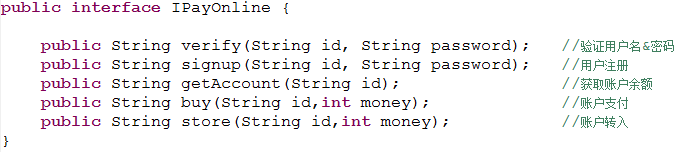 public interface IPayOnline {
public String verify(String id, String password); //验证用户名&密码
public String signup(String id, String password); //用户注册
public String getAccount(String id); //获取账户余额
public String buy(String id,int money); //账户支付
public String store(String id,int money); //账户转入
}